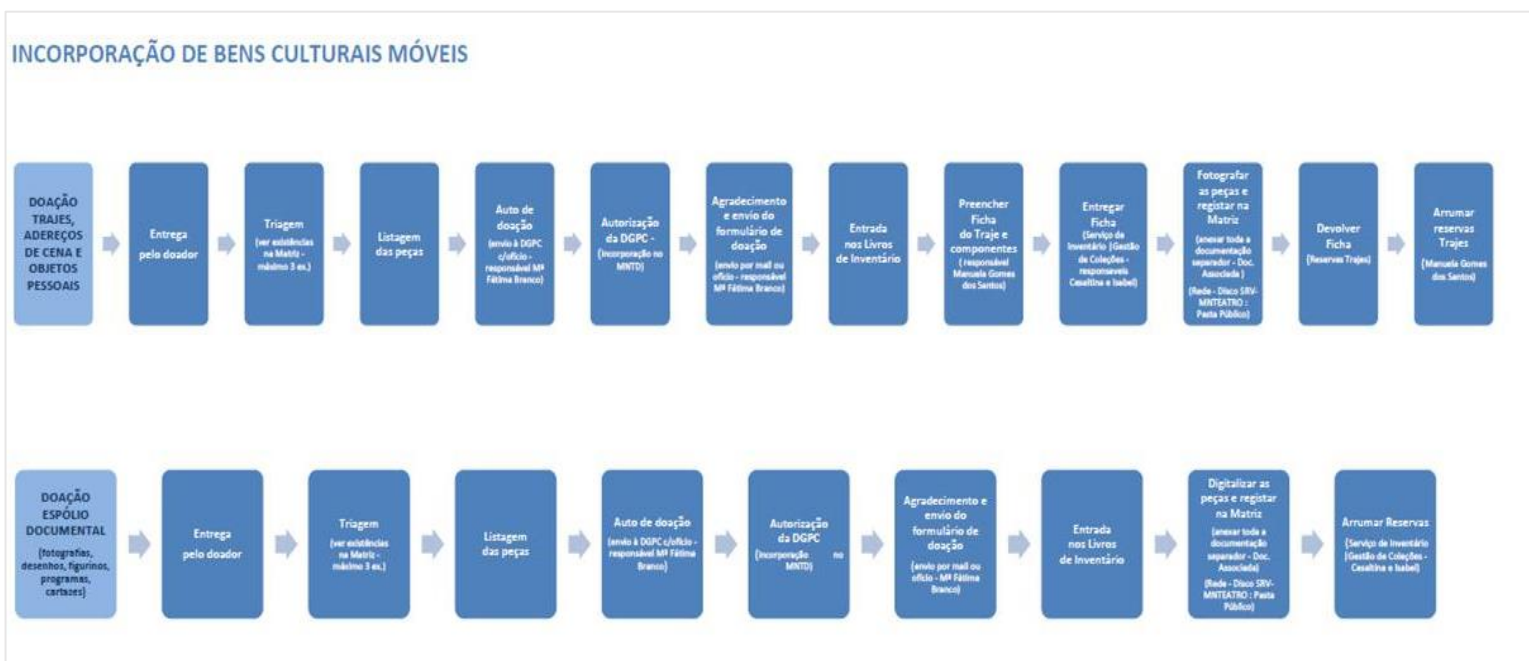 INCORPORAÇÃO DE BENS CULTURAIS MÓVEIS
DOAÇÃO
TRAJES,
ADEREÇOS
DE CENA E
OBJETOS
PESSOAIS
Entrega
pelo doador
Triagem
(ver existências
na Matriz -
máximo 3 ex.)
Listagem
das peças
Auto de
doação
(envio à DGPC
c/ofício -
responsável Mª
Fátima Branco)
Autorização
da DGPC -
(Incorporação no
MNTD)
Agradecimento
e envio do
formulário de
doação
(envio por mail ou
ofício - responsável
Mª Fátima Branco)
Entrada
nos Livros
de Inventário
Preencher
Ficha
do Traje e
componentes
( responsável
Manuela Gomes
dos Santos)
Entregar
Ficha
(Serviço de
Inventário |Gestão
de Coleções -
responsaveis
Cesaltina e Isabel)
Fotografar
as peças e
registar na
Matriz
(anexar toda a
documentação
separador - Doc.
Associada )
(Rede - Disco SRV-
MNTEATRO :
Pasta Público)
Devolver
Ficha
(Reservas Trajes)
Arrumar
reservas
Trajes
(Manuela Gomes
dos Santos)
DOAÇÃO
ESPÓLIO
DOCUMENTAL
(fotografias,
desenhos, figurinos,
programas,
cartazes)
Entrega
pelo doador
Triagem
(ver existências
na Matriz -
máximo 3 ex.)
Listagem
das peças
Auto de doação
(envio à DGPC c/ofício -
responsável Mª Fátima
Branco)
Autorização
da DGPC
(Incorporação no
MNTD)
Agradecimento e
envio do
formulário de
doação
(envio por mail ou
ofício - Mª Fátima
Branco)
Entrada
nos Livros
de Inventário
Digitalizar as
peças e registar
na Matriz
(anexar toda a
documentação
separador - Doc.
Associada)
(Rede - Disco SRV-
MNTEATRO : Pasta
Público)
Arrumar Reservas
(Serviço de Inventário
|Gestão de Coleções -
Cesaltina e Isabel)